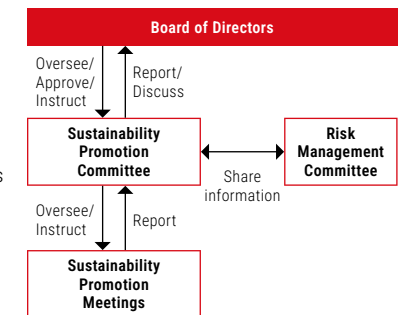 Board of Directors
Oversee/
Approve/
Instruct
Report/
Discuss
Sustainability
Promotion
Committee
Share
information
Risk
Management
Committee
s
Oversee/
Instruct
Report
Sustainability
Promotion
Meetings